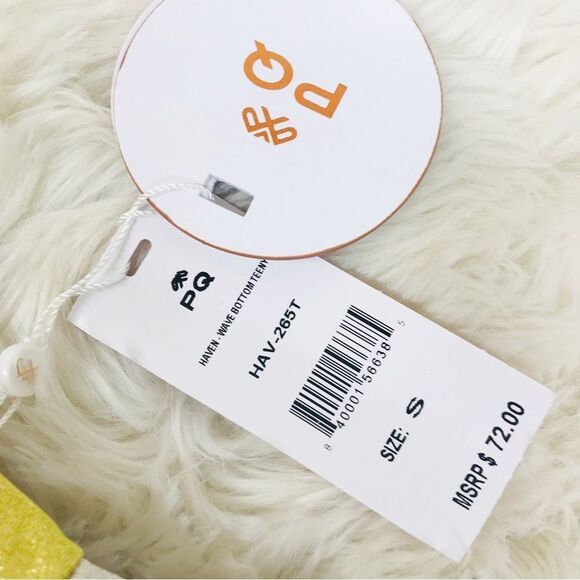 PQ
PQ
HAVEN - WAVE BOTTOM TEENY
HAV-265T
8 40001 56638 5
SIZE: S
MSRP $ 72.00